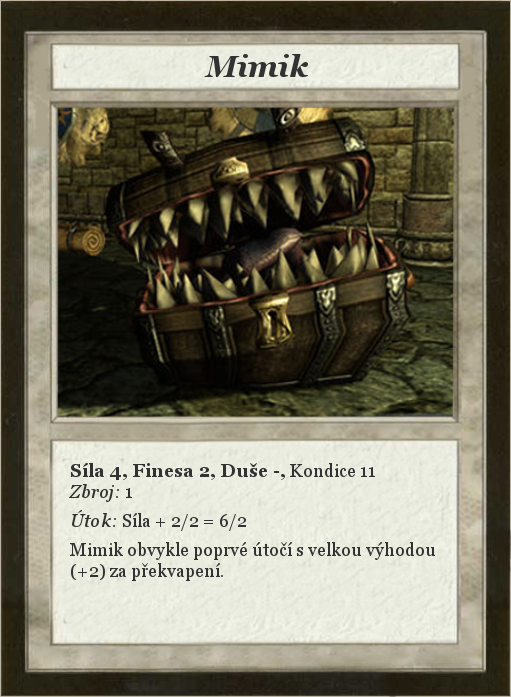 Mimik
Síla 4, Finesa 2, Duše -, Kondice 11
Zbroj: 1
Útok: Síla + 2/2 = 6/2
Mimik obvykle poprvé útočí s velkou výhodou
(+2) za překvapení.